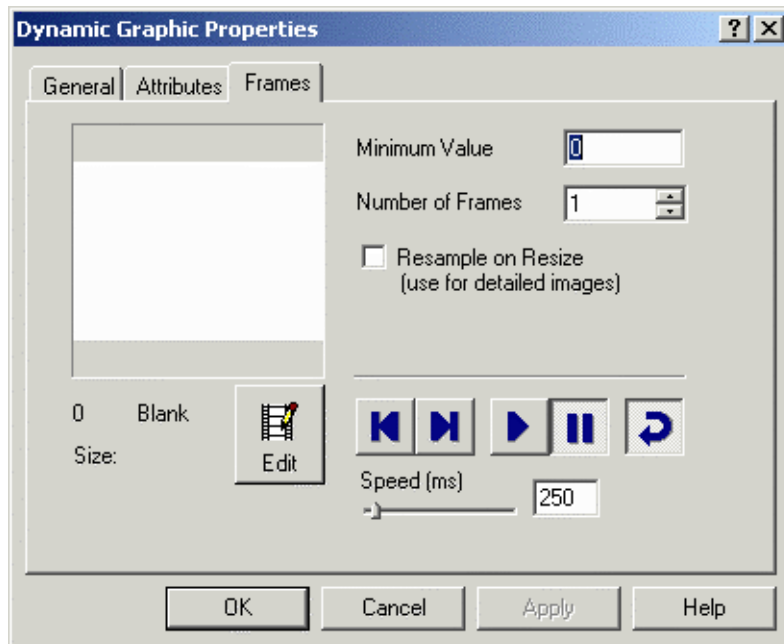 Dynamic Graphic Properties
General Attributes Frames
Minimum Value 0
Number of Frames 1
Resample on Resize
(use for detailed images)
0 Blank
Size:
Edit
Speed (ms)
250
OK Cancel Apply Help